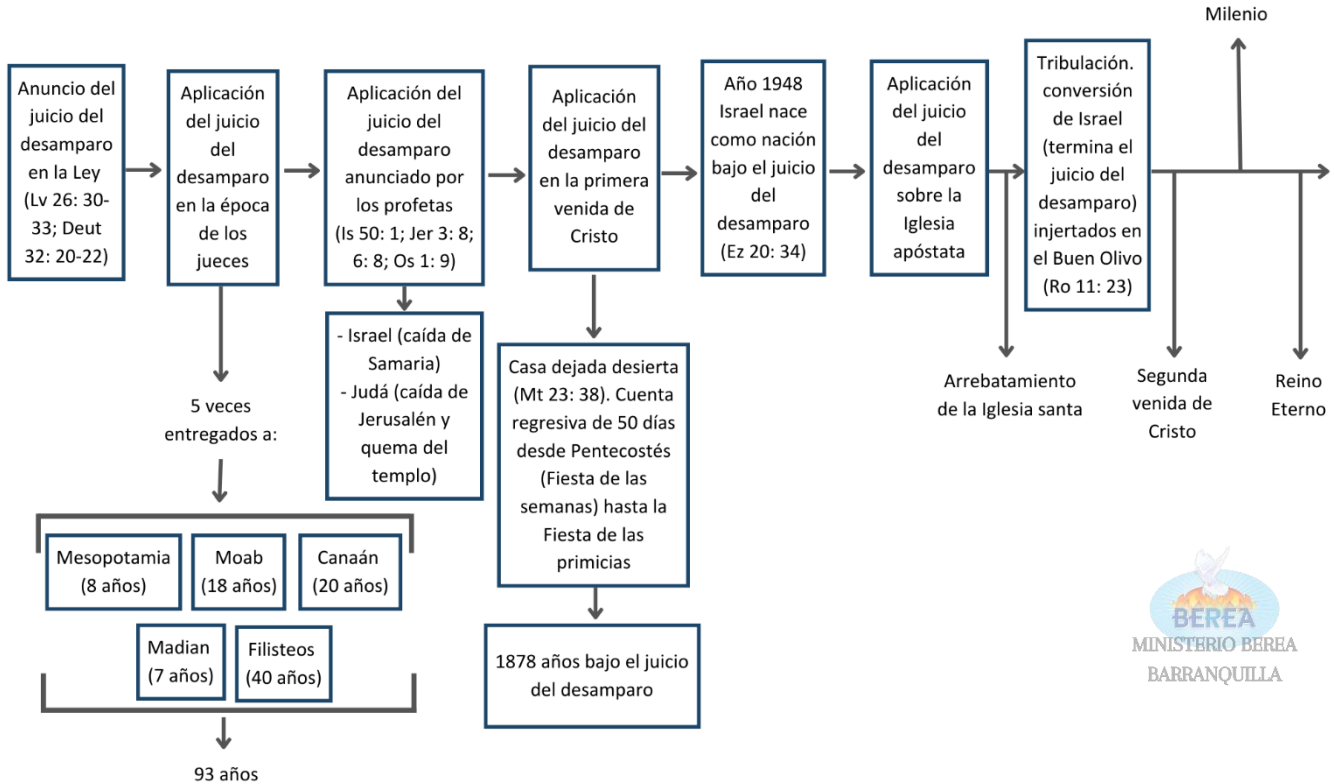 Milenio
Anuncio del
juicio del
desamparo
en la Ley
(Lv 26: 30-
33; Deut
32: 20-22)
Aplicación
del juicio
del
desamparo
en la época
de los
jueces
Aplicación del
juicio del
desamparo
anunciado por
los profetas
(Is 50: 1; Jer 3: 8;
6: 8; Os 1: 9)
Aplicación
del juicio del
desamparo
en la primera
venida de
Cristo
Año 1948
Israel nace
como nación
bajo el juicio
del
desamparo
(Ez 20: 34)
Aplicación
del juicio
del
desamparo
sobre la
Iglesia
apóstata
Tribulación.
conversión
de Israel
(termina el
juicio del
desamparo)
injertados en
el Buen Olivo
(Ro 11: 23)
5 veces
entregados a:
- Israel (caída de
Samaria)
- Judá (caída de
Jerusalén y
quema del
templo)
Casa dejada desierta
(Mt 23: 38). Cuenta
regresiva de 50 días
desde Pentecostés
(Fiesta de las
semanas) hasta la
Fiesta de las
primicias
Arrebatamiento
de la Iglesia santa
Segunda
venida de
Cristo
Reino
Eterno
Mesopotamia
(8 años)
Moab
(18 años)
Canaán
(20 años)
Madian
(7 años)
Filisteos
(40 años)
93 años
1878 años bajo el juicio
del desamparo
BEREA
MINISTERIO BEREA
BARRANQUILLA